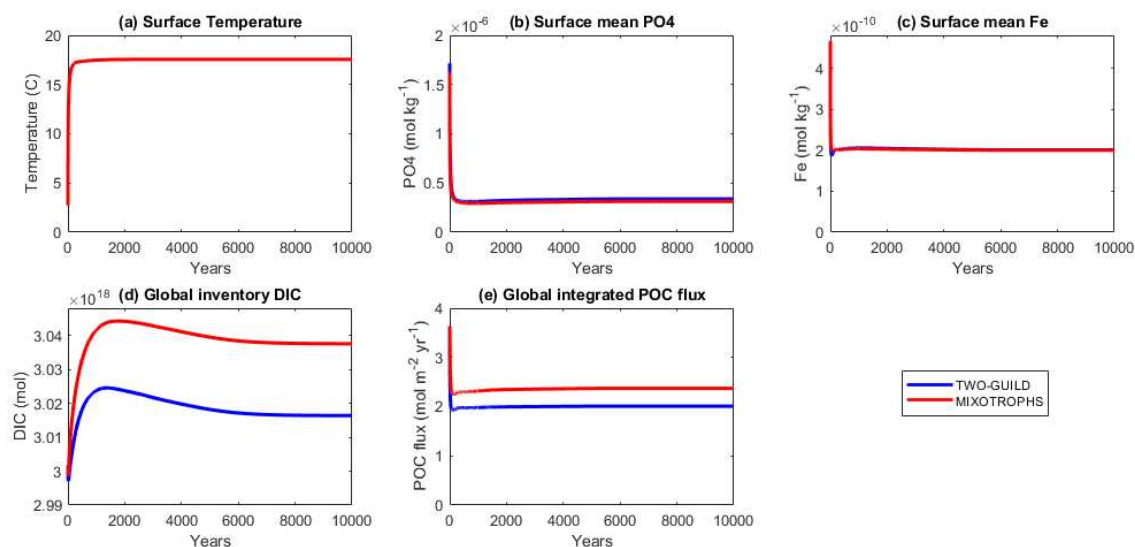 (a) Surface Temperature
Temperature (C)
20
15
10
5
0
0 2000 4000 6000 8000 10000
Years
(b) Surface mean PO4
×10⁻⁶
PO4 (mol kg⁻¹)
2
1.5
1
0.5
0
0 2000 4000 6000 8000 10000
Years
(c) Surface mean Fe
×10⁻¹⁰
Fe (mol kg⁻¹)
4
3
2
1
0
0 2000 4000 6000 8000 10000
Years
(d) Global inventory DIC
×10¹⁸
DIC (mol)
3.04
3.03
3.02
3.01
3
2.99
0 2000 4000 6000 8000 10000
Years
(e) Global integrated POC flux
POC flux (mol m⁻² yr⁻¹)
4
3
2
1
0
0 2000 4000 6000 8000 10000
Years
TWO-GUILD
MIXOTROPHS